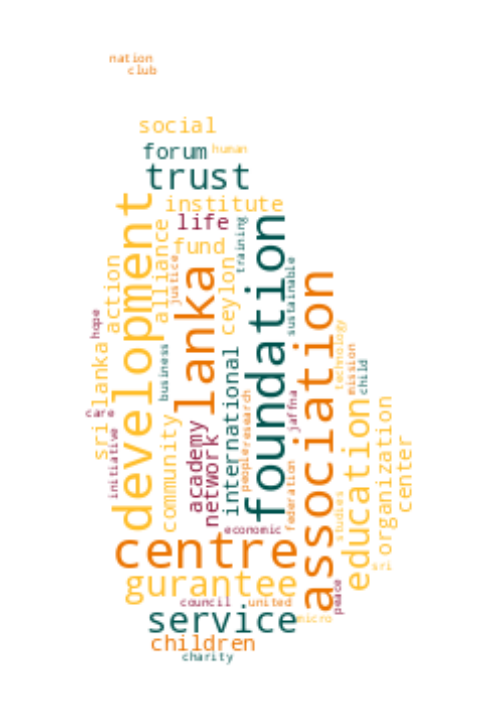 nation
club
social
forum
human
trust
institute
life
fund
training
development
alliance
justice
action
lanka
ceylon
foundation
sustainable
association
hope
sri lanka
business
international
technology
mission
child
care
initiative
community
academy
network
people
research
jaffna
federation
education
organization
center
studies
economic
centre
sri
gurantee
peace
council
united
service
micro
children
charity